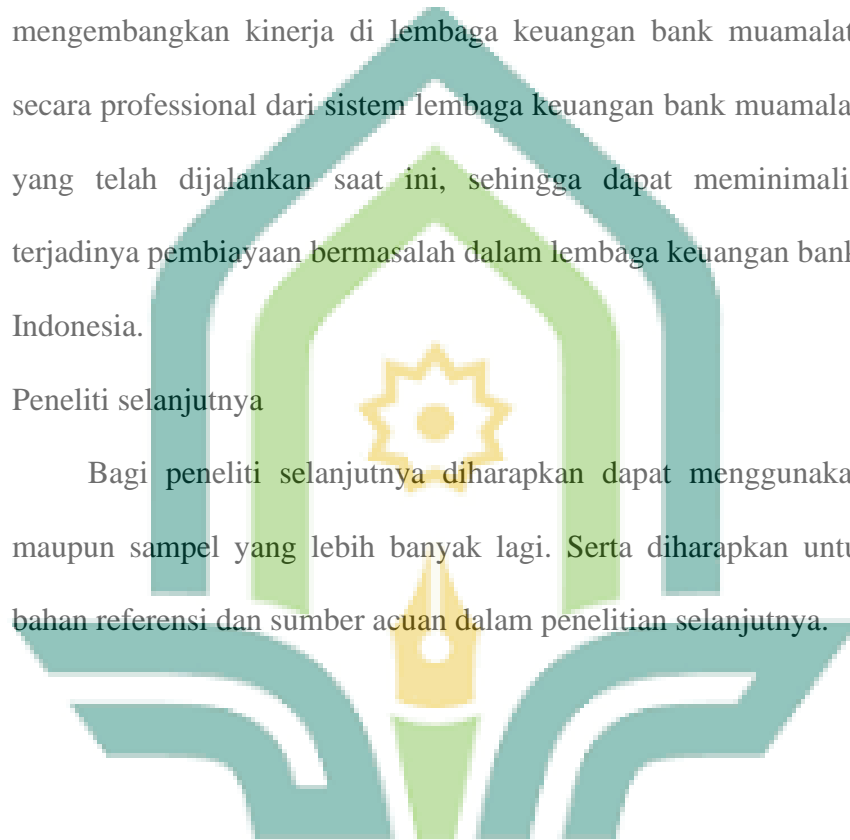 mengembangkan kinerja di lembaga keuangan bank muamalat
secara professional dari sistem lembaga keuangan bank muamala
yang telah dijalankan saat ini, sehingga dapat meminimali
terjadinya pembiayaan bermasalah dalam lembaga keuangan bank
Indonesia.
Peneliti selanjutnya
Bagi peneliti selanjutnya diharapkan dapat menggunaka
maupun sampel yang lebih banyak lagi. Serta diharapkan untu
bahan referensi dan sumber acuan dalam penelitian selanjutnya.